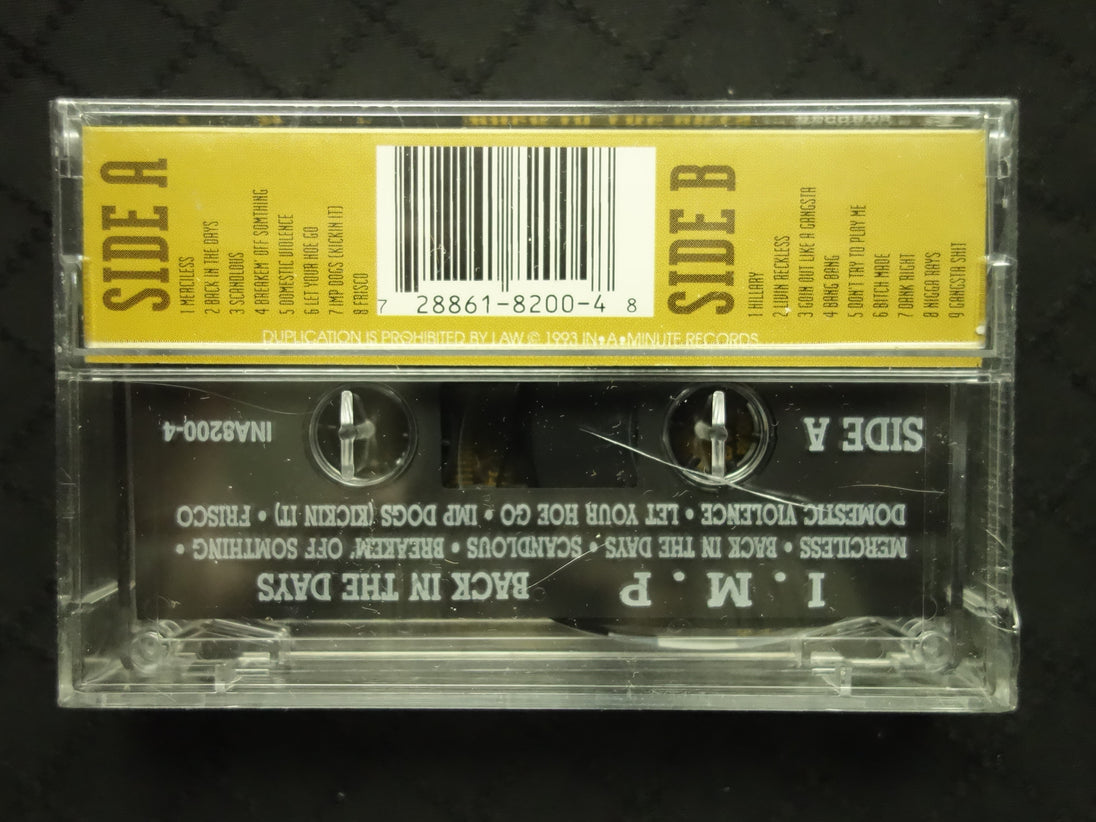 SIDE A
1 MERCILESS
2 BACK IN THE DAYS
3 SCANDLOUS
4 BREAKEM' OFF SOMTHING
5 DOMESTIC VIOLENCE
6 LET YOUR HOE GO
7 IMP DOGS (KICKIN IT)
8 FRISCO
7 28861-8200-4 8
SIDE B
1 HILLARY
2 LIVIN RECKLESS
3 GOIN OUT LIKE A GANGSTA
4 BANG BANG
5 DON'T TRY TO PLAY ME
6 BITCH MADE
7 DANK RIGHT
8 NIGGA RAYS
9 GANGSTA SHIT
DUPLICATION IS PROHIBITED BY LAW © 1993 IN•A•MINUTE RECORDS
I.M.P BACK IN THE DAYS
MERCILESS • BACK IN THE DAYS • SCANDLOUS • BREAKEM' OFF SOMTHING •
DOMESTIC VIOLENCE • LET YOUR HOE GO • IMP DOGS (KICKIN IT) • FRISCO
SIDE A
INA8200-4